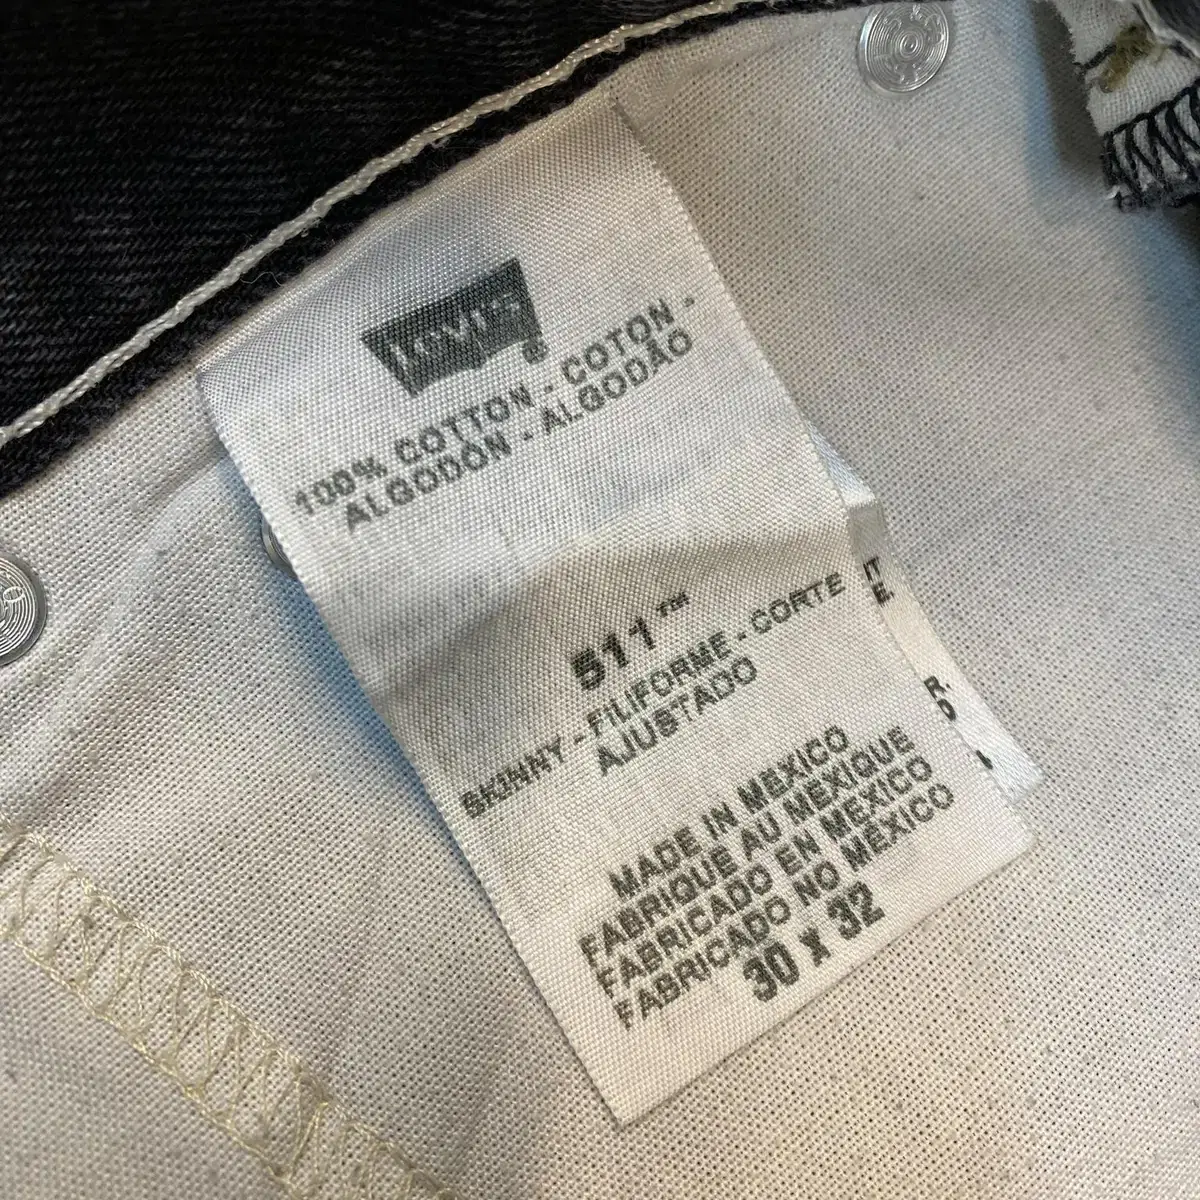 Levi's®
100% COTTON - COTON -
ALGODÓN - ALGODÃO
511™
SKINNY - FILIFORME - CORTE
AJUSTADO
MADE IN MEXICO
FABRIQUE AU MEXIQUE
FABRICADO EN MEXICO
FABRICADO NO MÉXICO
30 x 32